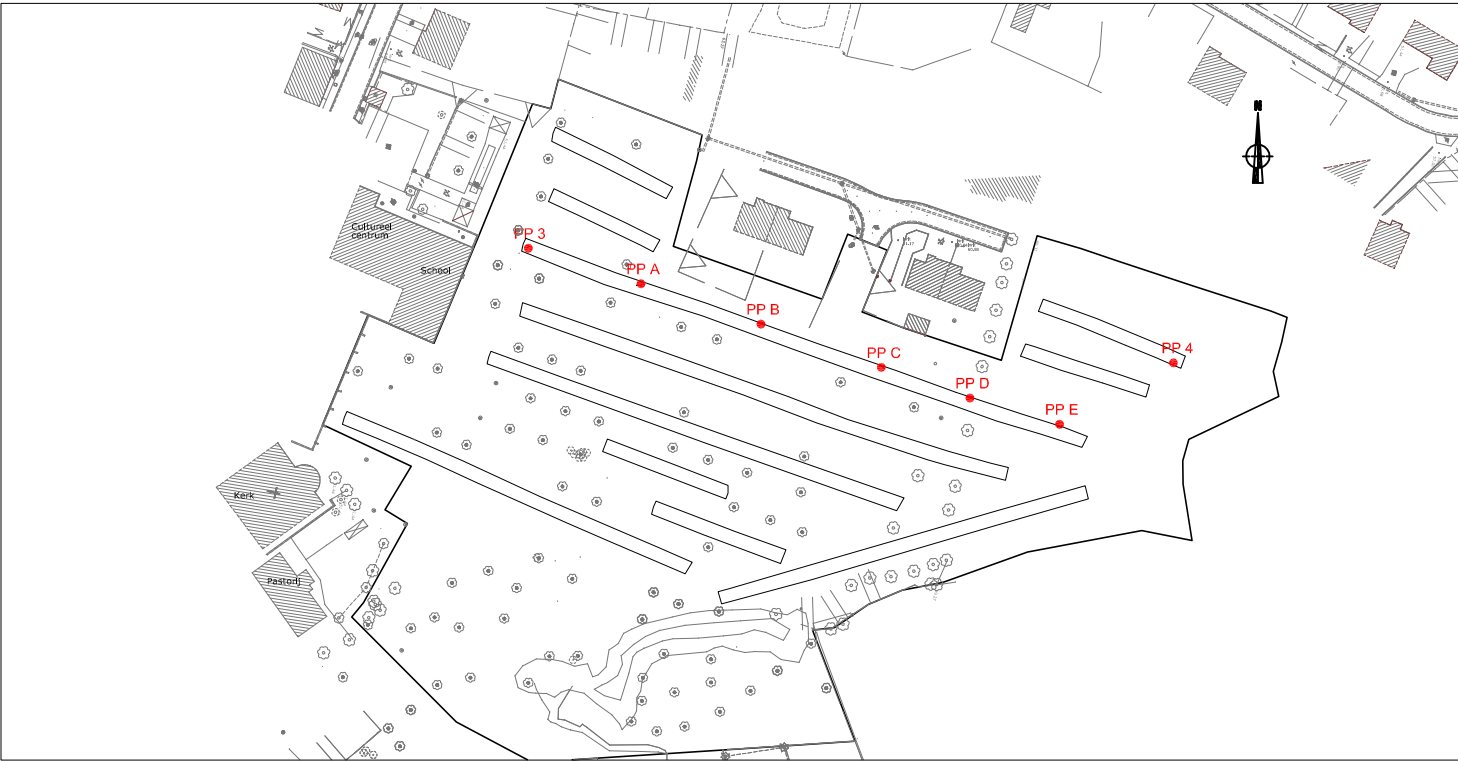 N
Cultureel
centrum
School
PP 3
PP A
PP B
PP C
PP 4
PP D
PP E
Kerk
Pastorij